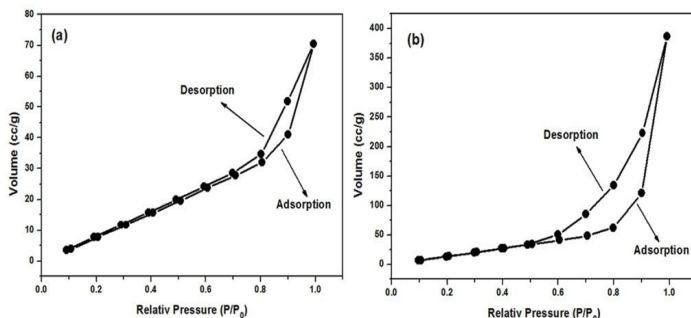 (a)
80
70
60
50
40
30
20
10
0
Volume (cc/g)
Desorption
Adsorption
0.0 0.2 0.4 0.6 0.8 1.0
Relativ Pressure (P/P0)
(b)
400
350
300
250
200
150
100
50
0
Volume (cc/g)
Desorption
Adsorption
0.0 0.2 0.4 0.6 0.8 1.0
Relativ Pressure (P/P0)